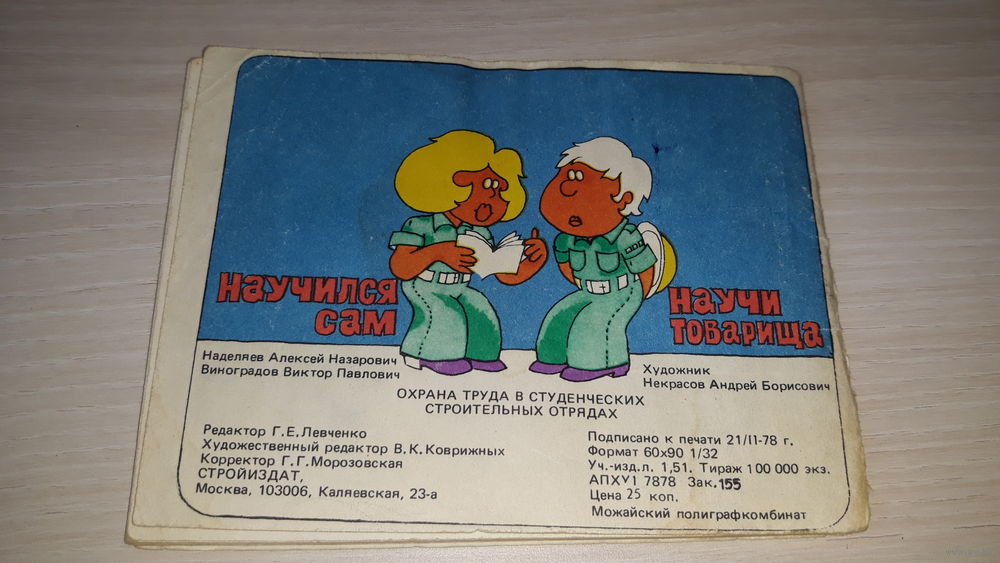 Научился
сам
научи
товарища
Наделяев Алексей Назарович
Виноградов Виктор Павлович
Художник
Некрасов Андрей Борисович
ОХРАНА ТРУДА В СТУДЕНЧЕСКИХ
СТРОИТЕЛЬНЫХ ОТРЯДАХ
Редактор Г.Е.Левченко
Художественный редактор В.К.Коврижных
Корректор Г.Г.Морозовская
СТРОЙИЗДАТ,
Москва, 103006, Каляевская, 23-а
Подписано к печати 21/II-78 г.
Формат 60х90 1/32
Уч.-изд.л. 1,51. Тираж 100 000 экз.
АПХУ1 7878 Зак.155
Цена 25 коп.
Можайский полиграфкомбинат